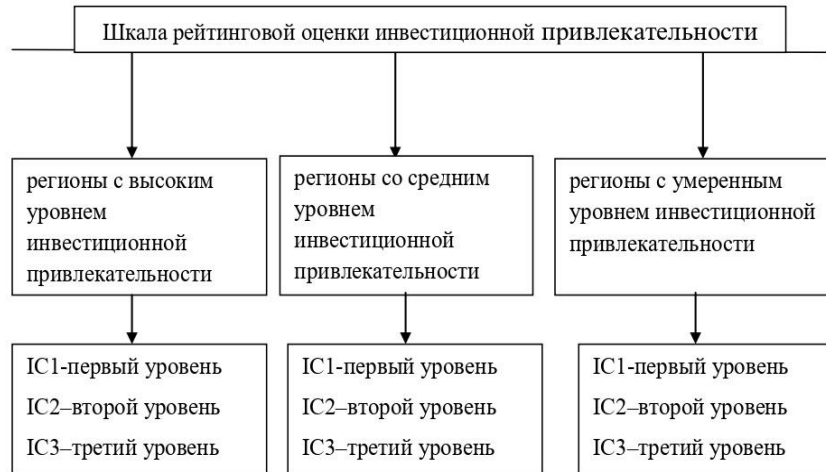 Шкала рейтинговой оценки инвестиционной привлекательности
регионы с высоким
уровнем
инвестиционной
привлекательности
регионы со средним
уровнем
инвестиционной
привлекательности
регионы с умеренным
уровнем инвестиционной
привлекательности
IC1-первый уровень
IC2–второй уровень
IC3–третий уровень
IC1-первый уровень
IC2–второй уровень
IC3–третий уровень
IC1-первый уровень
IC2–второй уровень
IC3–третий уровень